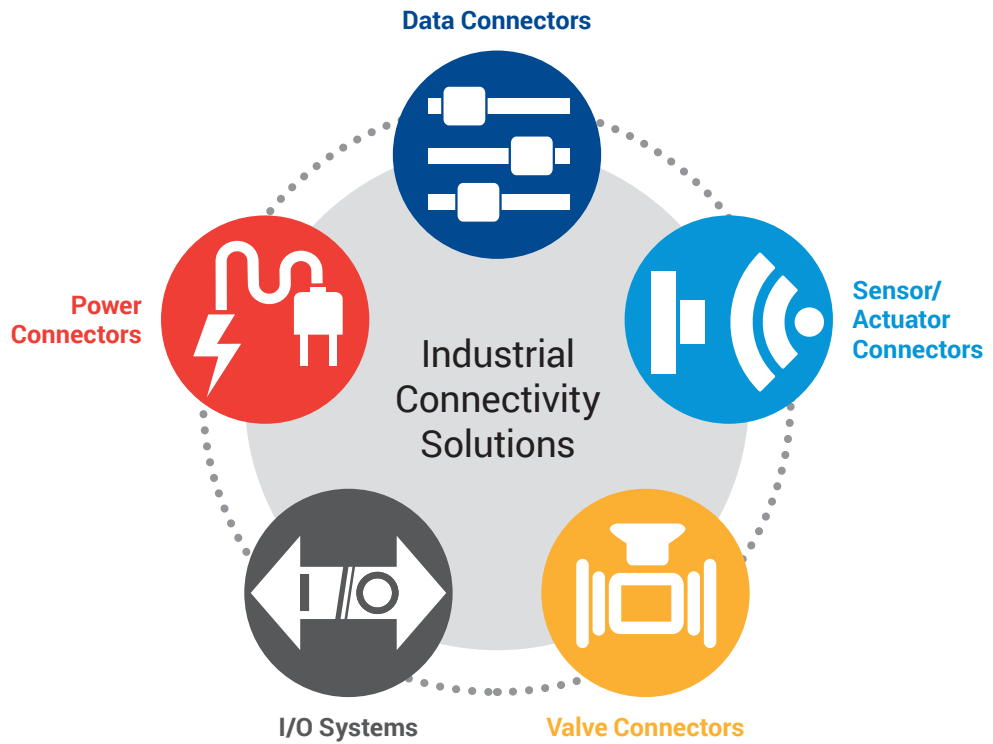 Data Connectors
Power
Connectors
Sensor/
Actuator
Connectors
Industrial
Connectivity
Solutions
I/O
I/O Systems
Valve Connectors